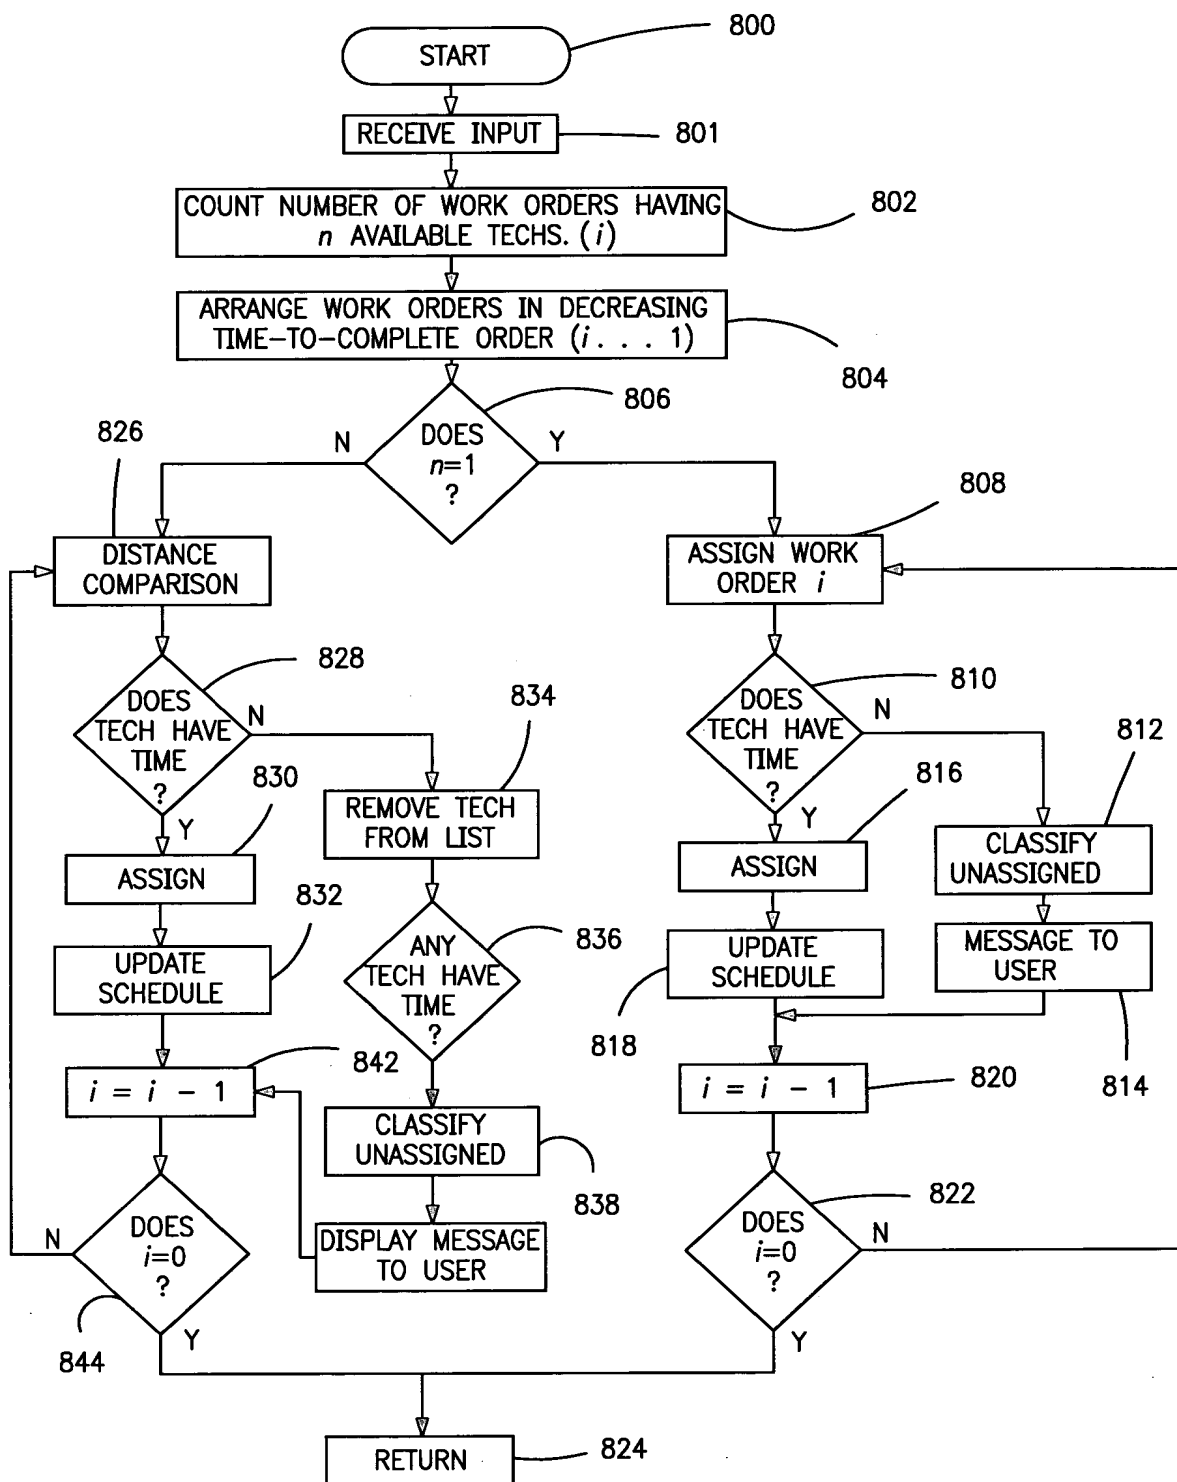 800
START
RECEIVE INPUT
801
COUNT NUMBER OF WORK ORDERS HAVING
n AVAILABLE TECHS. (i)
802
ARRANGE WORK ORDERS IN DECREASING
TIME-TO-COMPLETE ORDER (i . . . 1)
804
806
DOES
n=1
?
N
Y
826
DISTANCE
COMPARISON
808
ASSIGN WORK
ORDER i
828
DOES
TECH HAVE
TIME
?
N
Y
834
REMOVE TECH
FROM LIST
830
ASSIGN
832
UPDATE
SCHEDULE
836
ANY
TECH HAVE
TIME
?
842
i = i - 1
CLASSIFY
UNASSIGNED
838
DISPLAY MESSAGE
TO USER
DOES
i=0
?
N
Y
844
810
DOES
TECH HAVE
TIME
?
N
Y
812
CLASSIFY
UNASSIGNED
816
ASSIGN
MESSAGE TO
USER
814
UPDATE
SCHEDULE
818
i = i - 1
820
822
DOES
i=0
?
N
Y
RETURN
824